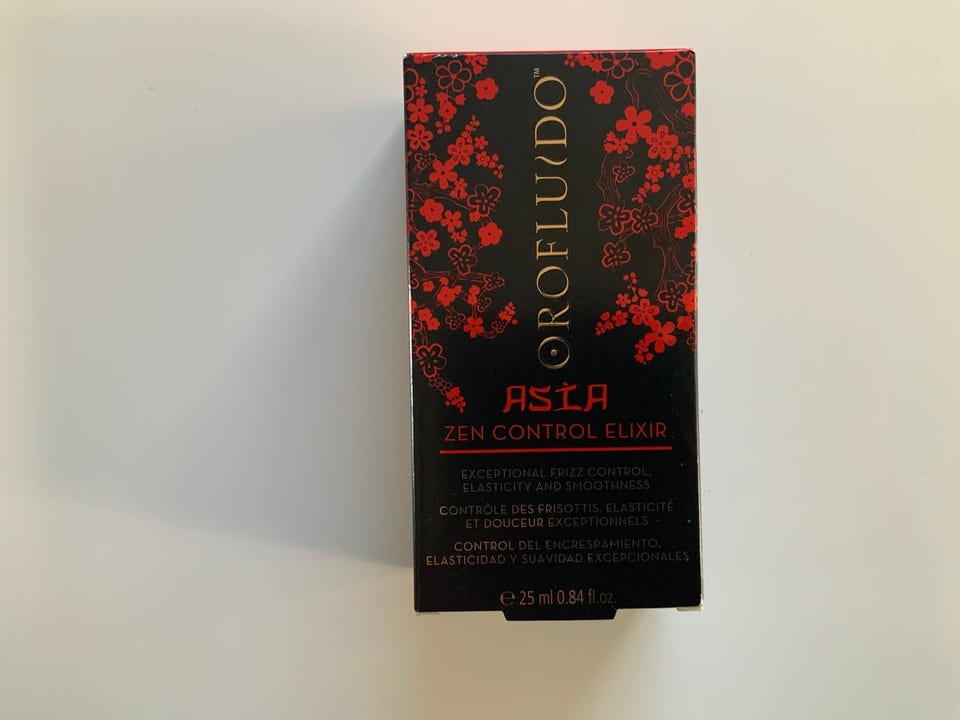 OROFLUIDO™
ASIA
ZEN CONTROL ELIXIR
EXCEPTIONAL FRIZZ CONTROL,
ELASTICITY AND SMOOTHNESS
CONTRÔLE DES FRISOTTIS, ELASTICITÉ
ET DOUCEUR EXCEPTIONNELS
CONTROL DEL ENCRESPAMIENTO,
ELASTICIDAD Y SUAVIDAD EXCEPCIONALES
℮ 25 ml 0.84 fl.oz.